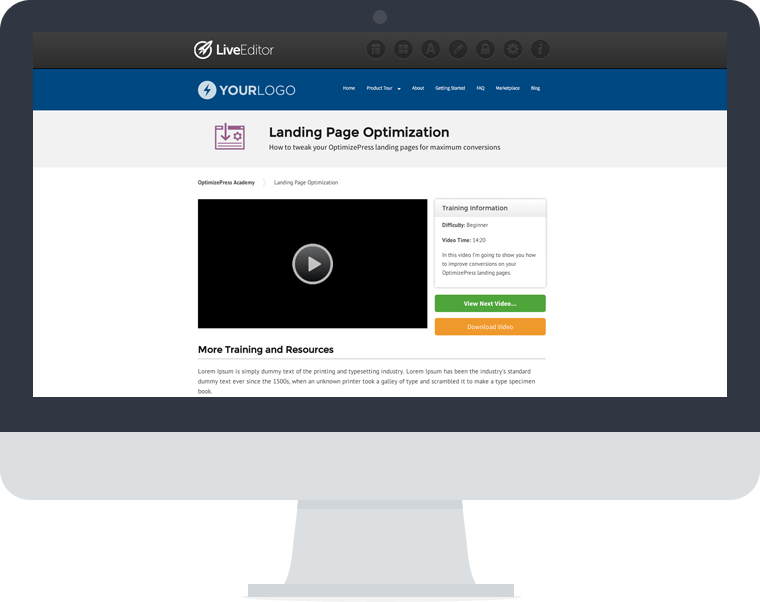 LiveEditor
A
i
YOURLOGO
Home Product Tour About Getting Started FAQ Marketplace Blog
Landing Page Optimization
How to tweak your OptimizePress landing pages for maximum conversions
OptimizePress Academy Landing Page Optimization
Training Information
Difficulty: Beginner
Video Time: 14:20
In this video I'm going to show you how
to improve conversions on your
OptimizePress landing pages.
View Next Video...
Download Video
More Training and Resources
Lorem Ipsum is simply dummy text of the printing and typesetting industry. Lorem Ipsum has been the industry's standard
dummy text ever since the 1500s, when an unknown printer took a galley of type and scrambled it to make a type specimen
book.